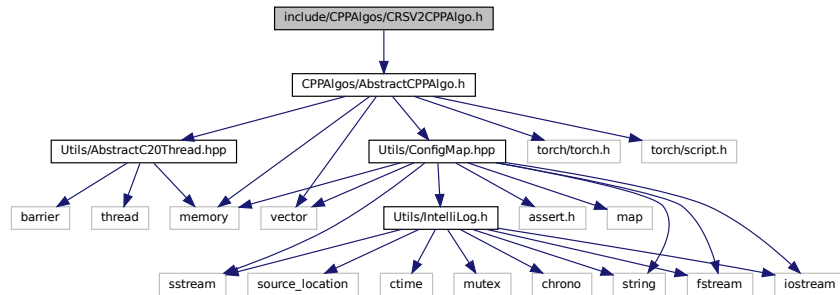 include/CPPAlgos/CRSV2CPPAlgo.h
CPPAlgos/AbstractCPPAlgo.h
Utils/AbstractC20Thread.hpp
Utils/ConfigMap.hpp
torch/torch.h
torch/script.h
barrier
thread
memory
vector
Utils/IntelliLog.h
assert.h
map
sstream
source_location
ctime
mutex
chrono
string
fstream
iostream